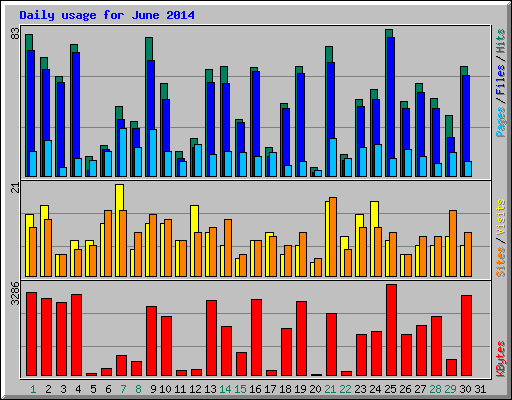 Daily usage for June 2014
83
Pages / Files / Hits
21
Sites / Visits
3286
KBytes
1 2 3 4 5 6 7 8 9 10 11 12 13 14 15 16 17 18 19 20 21 22 23 24 25 26 27 28 29 30 31